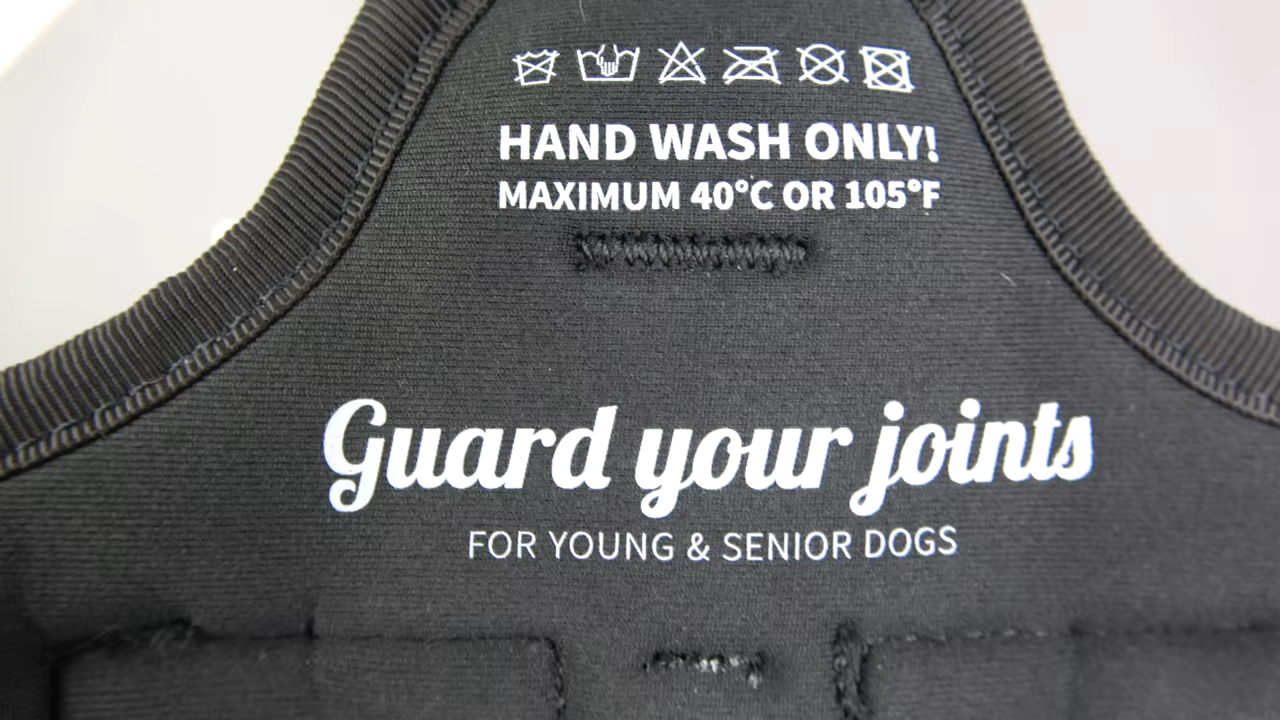 HAND WASH ONLY!
MAXIMUM 40°C OR 105°F
Guard your joints
FOR YOUNG & SENIOR DOGS